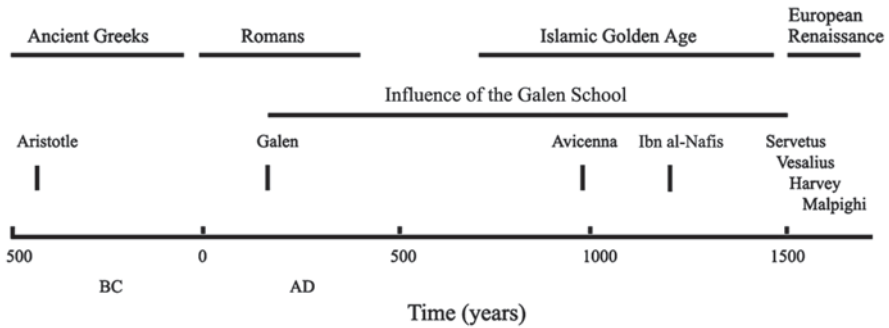 Ancient Greeks
Romans
Islamic Golden Age
European
Renaissance
Influence of the Galen School
Aristotle
Galen
Avicenna
Ibn al-Nafis
Servetus
Vesalius
Harvey
Malpighi
500
0
500
1000
1500
BC
AD
Time (years)